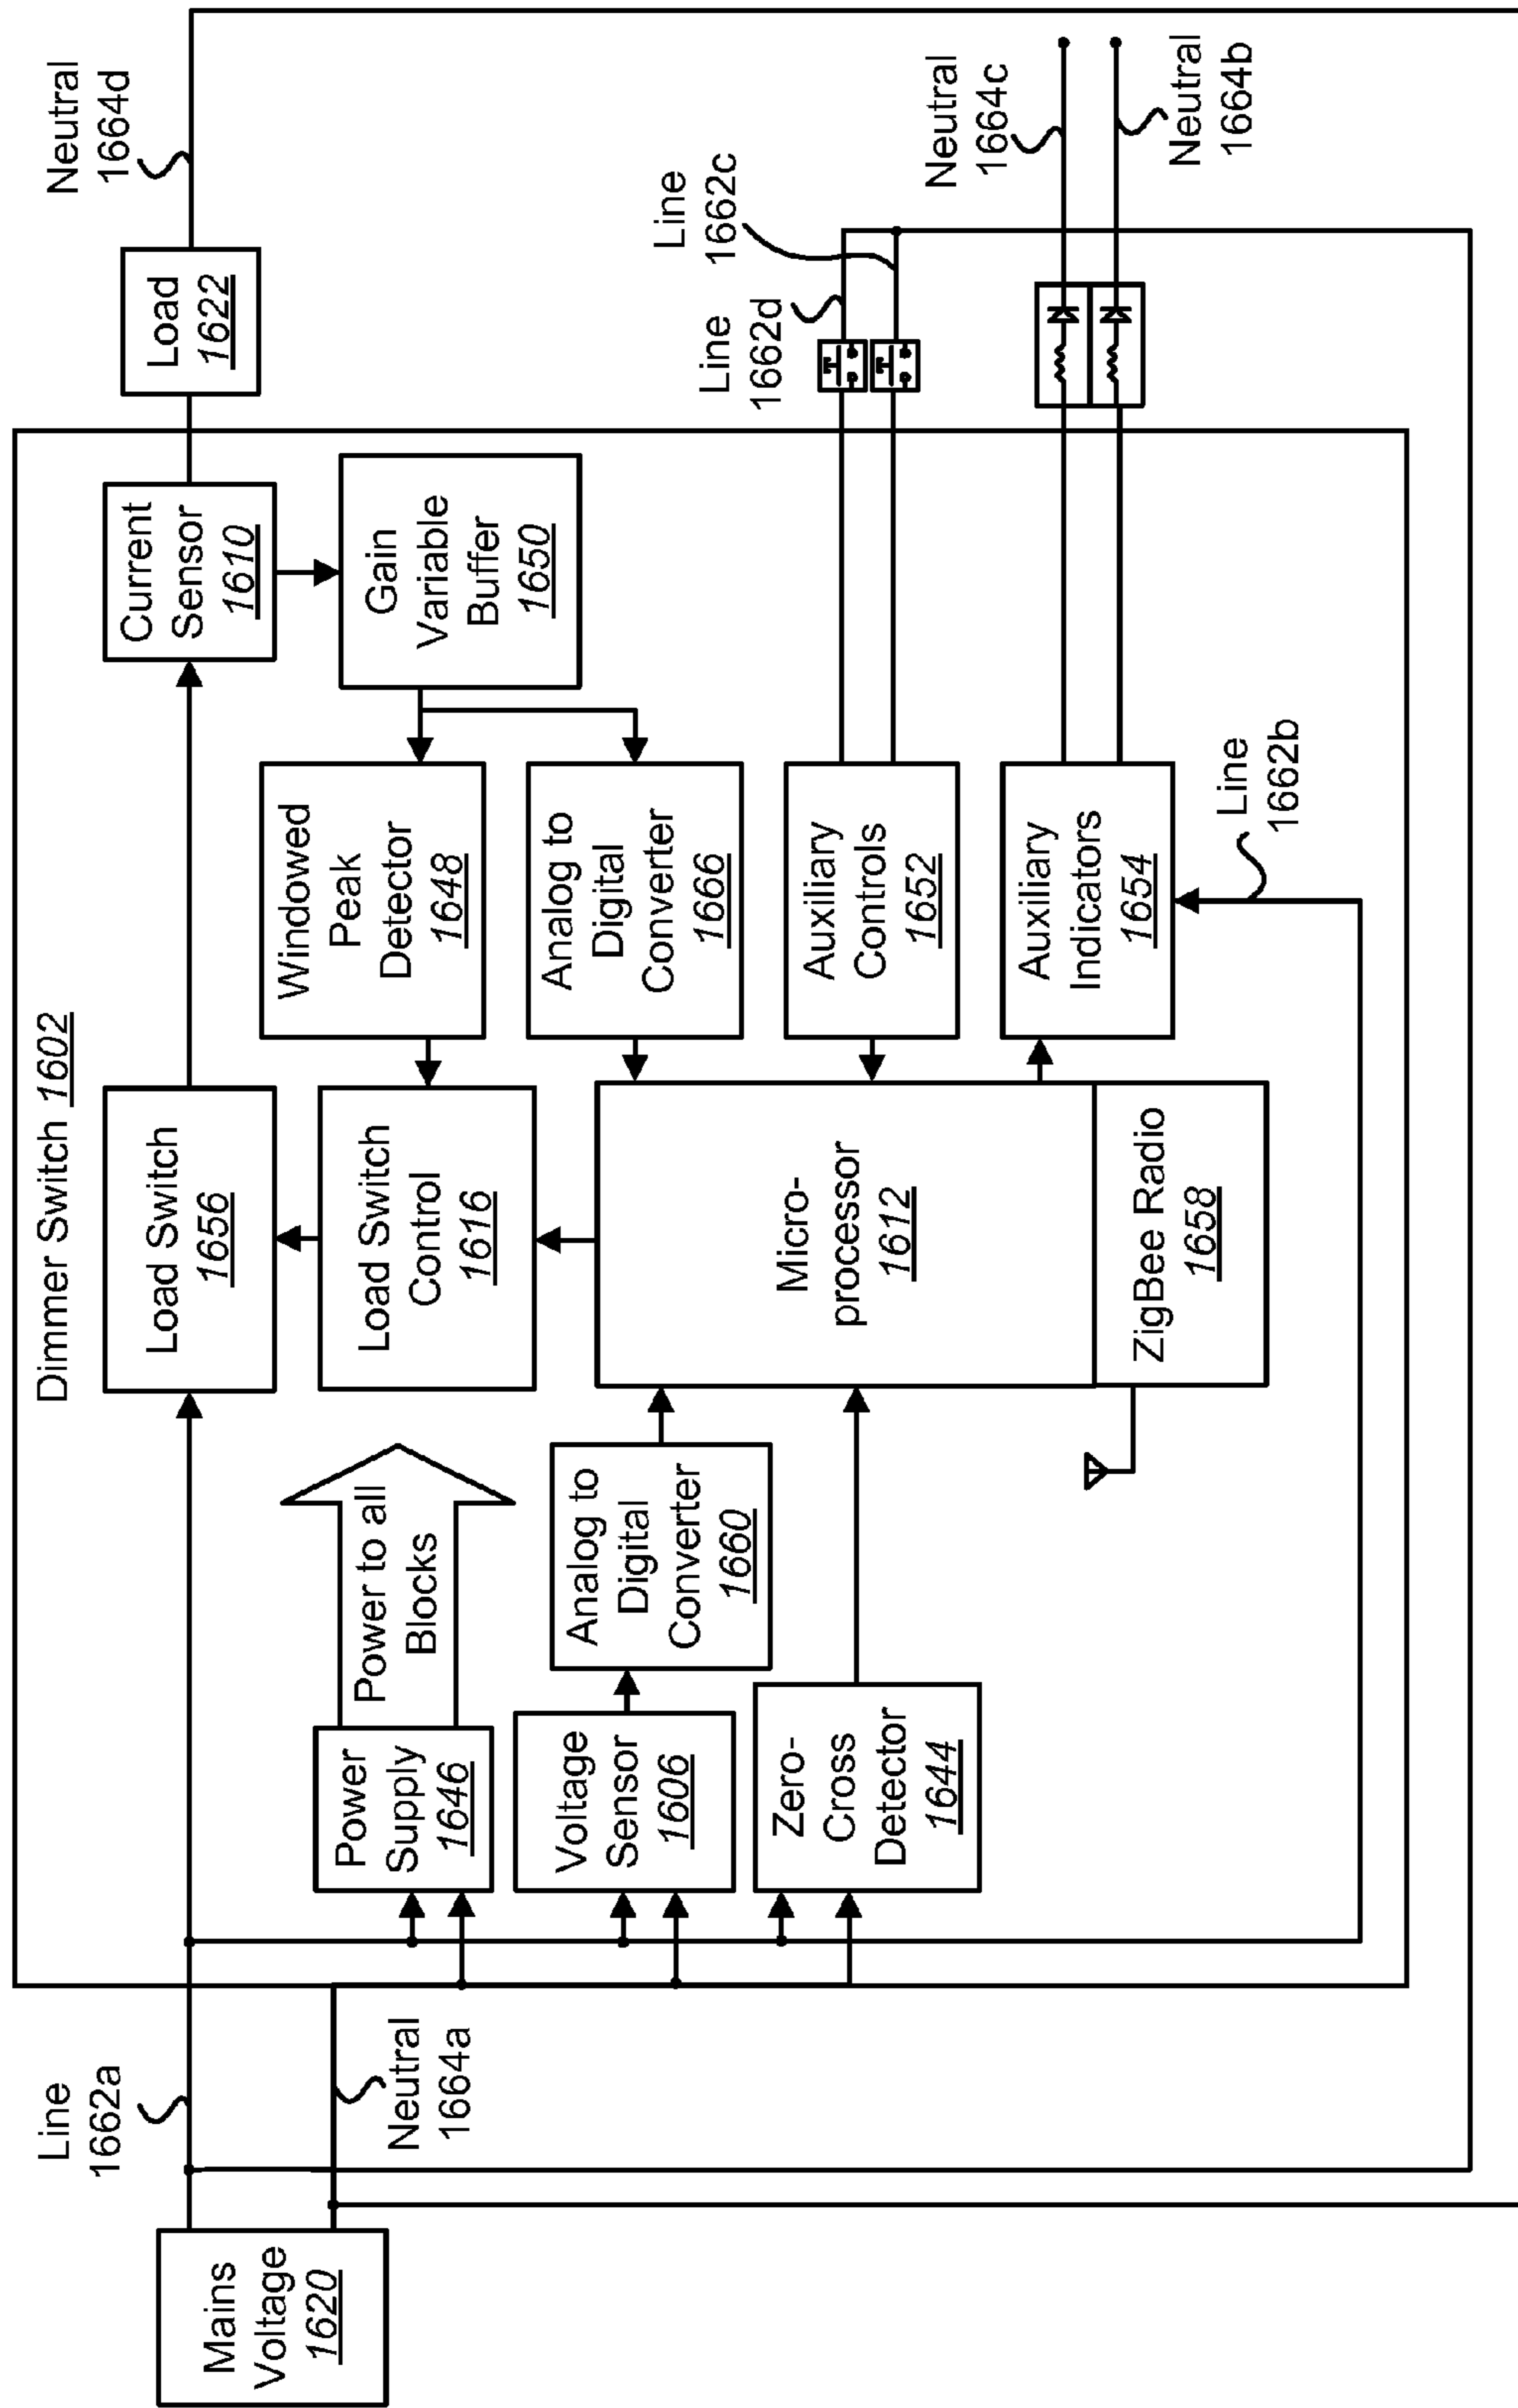 Dimmer Switch 1602
Mains
Voltage
1620
Line
1662a
Neutral
1664a
Power
Supply
1646
Power to all
Blocks
Voltage
Sensor
1606
Analog to
Digital
Converter
1660
Zero-
Cross
Detector
1644
Load Switch
1656
Load Switch
Control
1616
Micro-
processor
1612
ZigBee Radio
1658
Windowed
Peak
Detector
1648
Analog to
Digital
Converter
1666
Auxiliary
Controls
1652
Auxiliary
Indicators
1654
Line
1662b
Current
Sensor
1610
Gain
Variable
Buffer
1650
Load
1622
Neutral
1664d
Line
1662d
Line
1662c
Neutral
1664c
Neutral
1664b